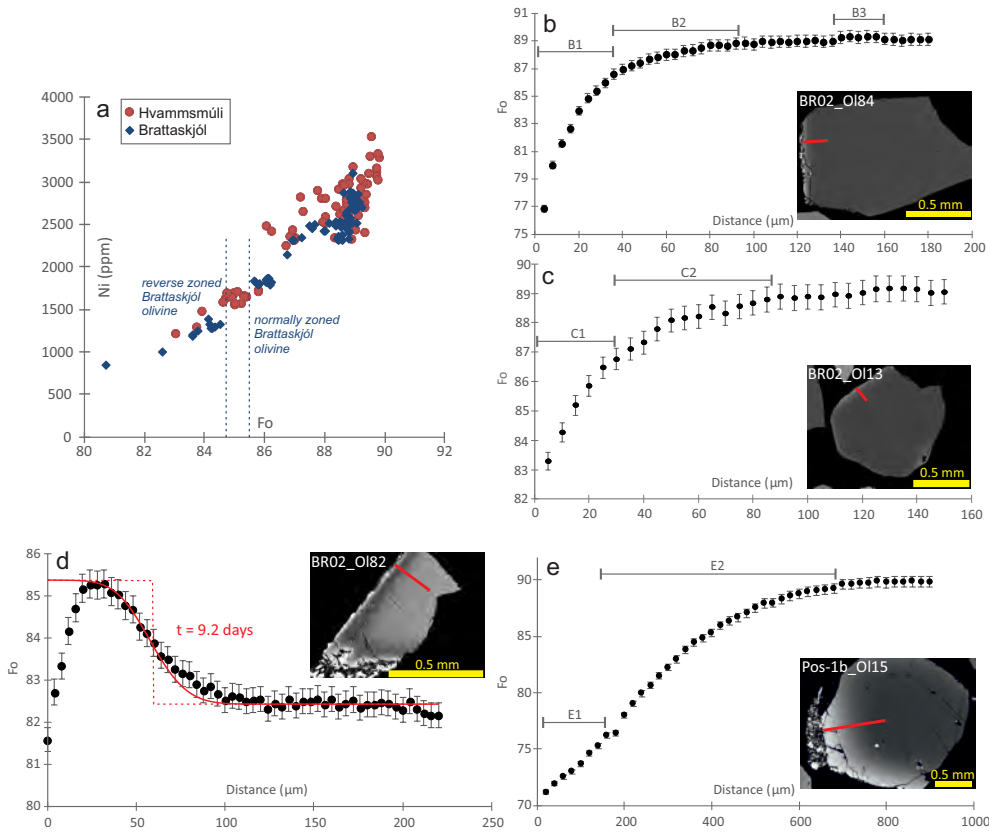 a
Hvammsmúli
Brattaskjól
4000
3500
3000
2500
2000
1500
1000
500
0
Ni (ppm)
reverse zoned
Brattaskjól
olivine
normally zoned
Brattaskjól
olivine
Fo
80 82 84 86 88 90 92
b
B1
B2
B3
91
89
87
85
83
81
79
77
75
Fo
BR02_Ol84
0.5 mm
Distance (µm)
0 20 40 60 80 100 120 140 160 180 200
c
C1
C2
90
89
88
87
86
85
84
83
82
Fo
BR02_Ol13
0.5 mm
Distance (µm)
0 20 40 60 80 100 120 140 160
d
86
85
84
83
82
81
80
Fo
t = 9.2 days
BR02_Ol82
0.5 mm
Distance (µm)
0 50 100 150 200 250
e
E1
E2
90
85
80
75
70
Fo
Pos-1b_Ol15
0.5 mm
Distance (µm)
0 200 400 600 800 1000